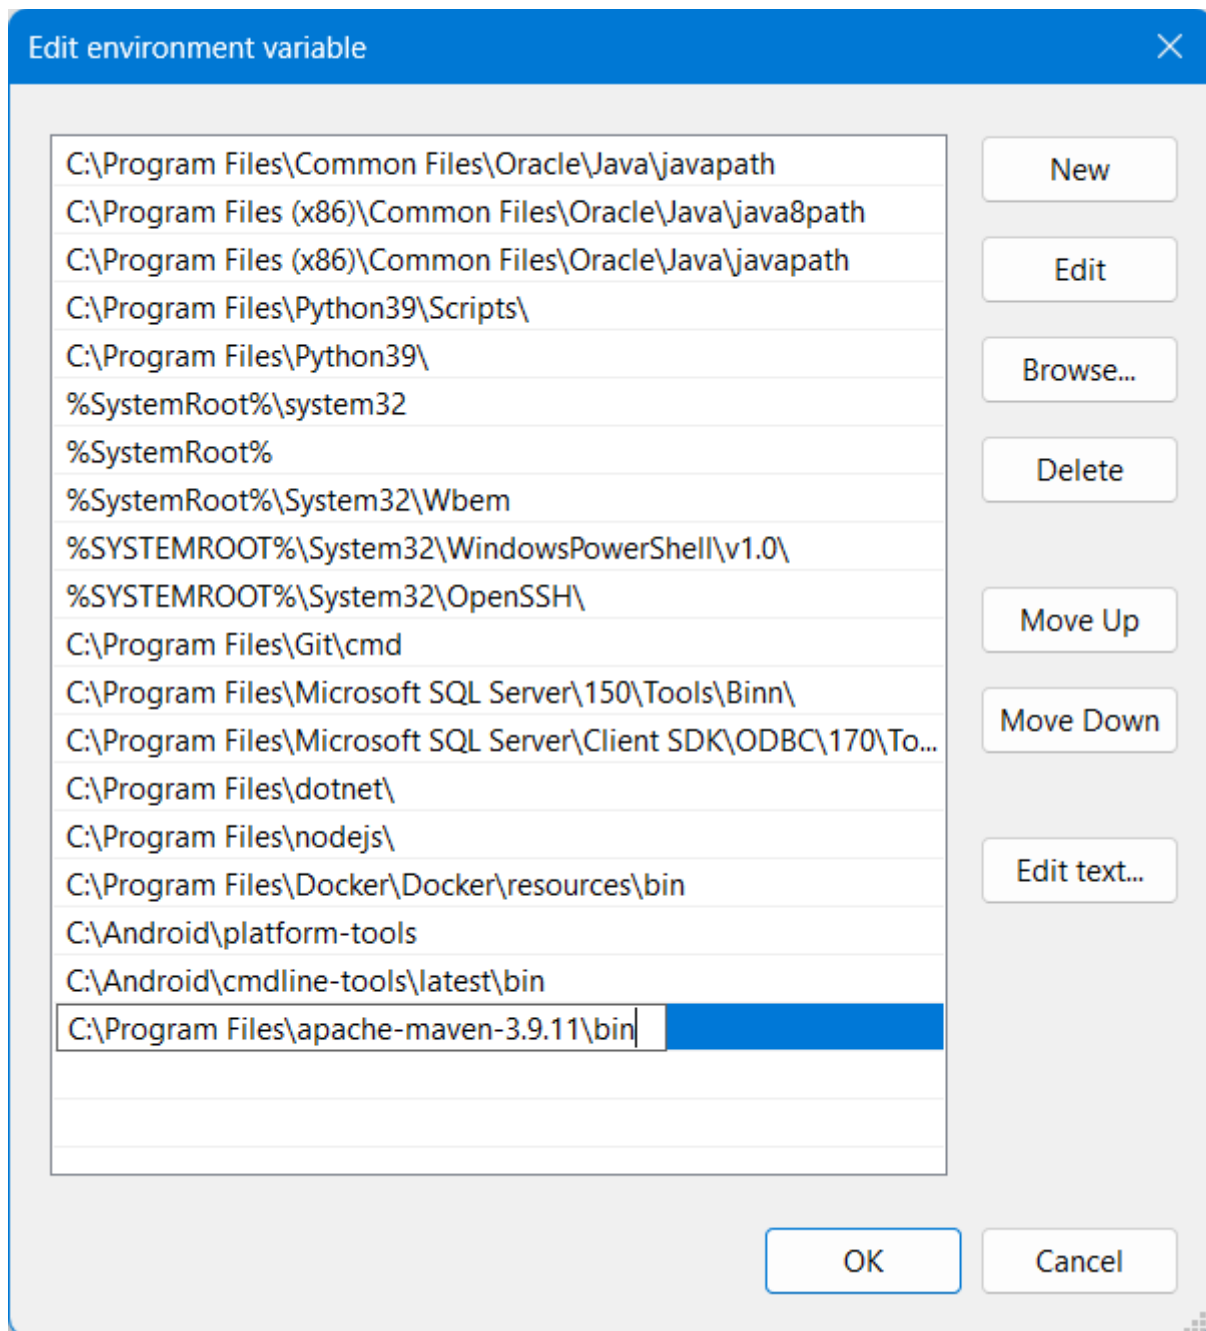 Edit environment variable
C:\Program Files\Common Files\Oracle\Java\javapath
C:\Program Files (x86)\Common Files\Oracle\Java\java8path
C:\Program Files (x86)\Common Files\Oracle\Java\javapath
C:\Program Files\Python39\Scripts\
C:\Program Files\Python39\
%SystemRoot%\system32
%SystemRoot%
%SystemRoot%\System32\Wbem
%SYSTEMROOT%\System32\WindowsPowerShell\v1.0\
%SYSTEMROOT%\System32\OpenSSH\
C:\Program Files\Git\cmd
C:\Program Files\Microsoft SQL Server\150\Tools\Binn\
C:\Program Files\Microsoft SQL Server\Client SDK\ODBC\170\To...
C:\Program Files\dotnet\
C:\Program Files\nodejs\
C:\Program Files\Docker\Docker\resources\bin
C:\Android\platform-tools
C:\Android\cmdline-tools\latest\bin
C:\Program Files\apache-maven-3.9.11\bin
New
Edit
Browse...
Delete
Move Up
Move Down
Edit text...
OK
Cancel